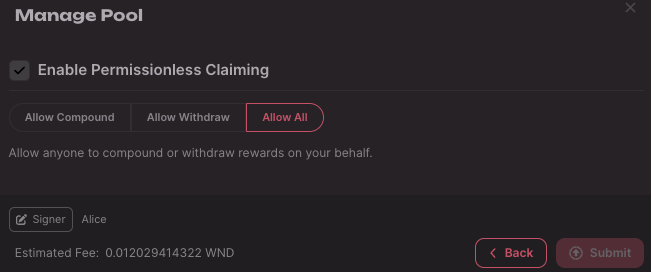 Manage Pool
Enable Permissionless Claiming
Allow Compound Allow Withdraw Allow All
Allow anyone to compound or withdraw rewards on your behalf.
Signer Alice
Estimated Fee: 0.012029414322 WND Back Submit